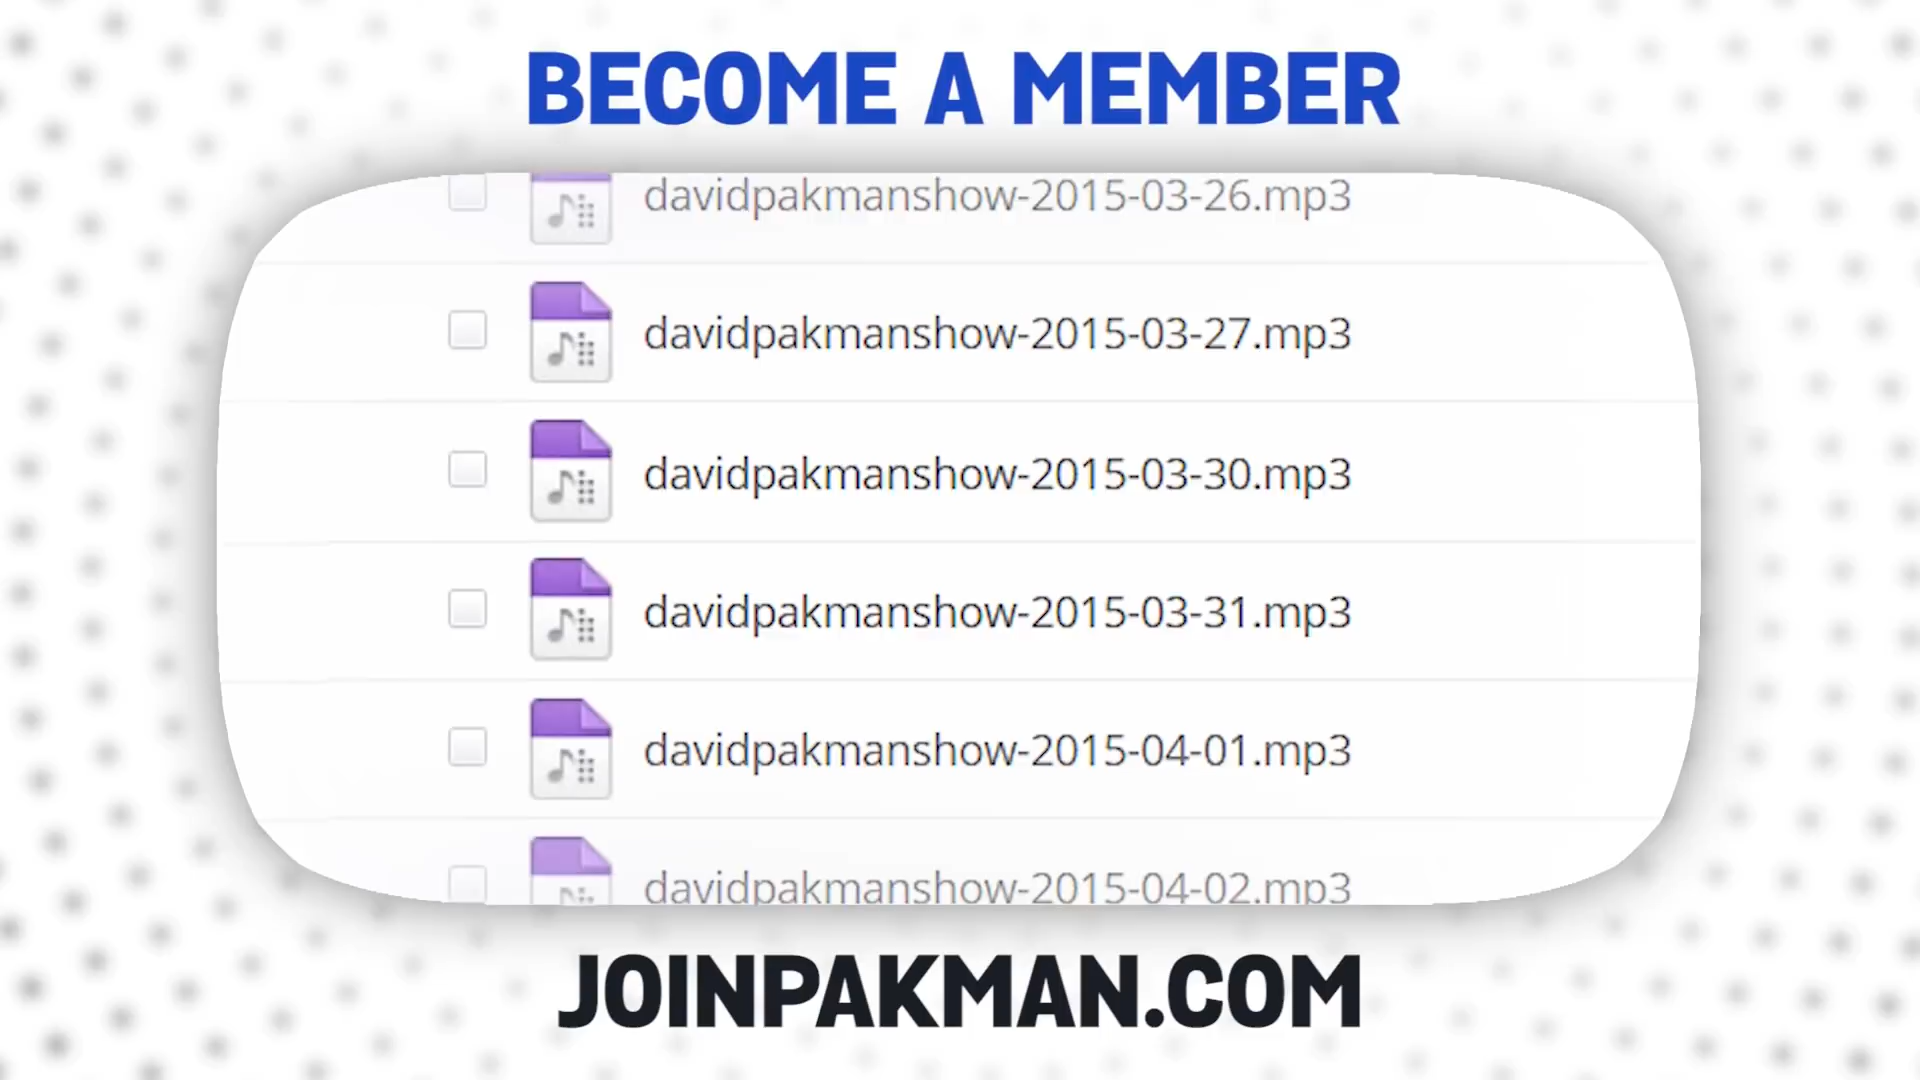 BECOME A MEMBER
davidpakmanshow-2015-03-26.mp3
davidpakmanshow-2015-03-27.mp3
davidpakmanshow-2015-03-30.mp3
davidpakmanshow-2015-03-31.mp3
davidpakmanshow-2015-04-01.mp3
davidpakmanshow-2015-04-02.mp3
JOINPAKMAN.COM